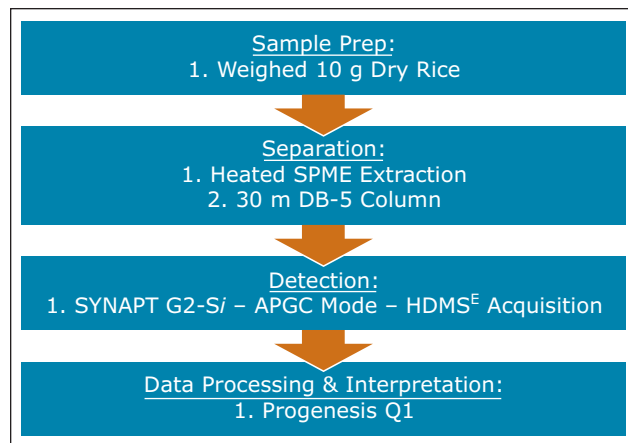 Sample Prep:
1. Weighed 10 g Dry Rice
Separation:
1. Heated SPME Extraction
2. 30 m DB-5 Column
Detection:
1. SYNAPT G2-Si – APGC Mode – HDMSᴱ Acquisition
Data Processing & Interpretation:
1. Progenesis Q1